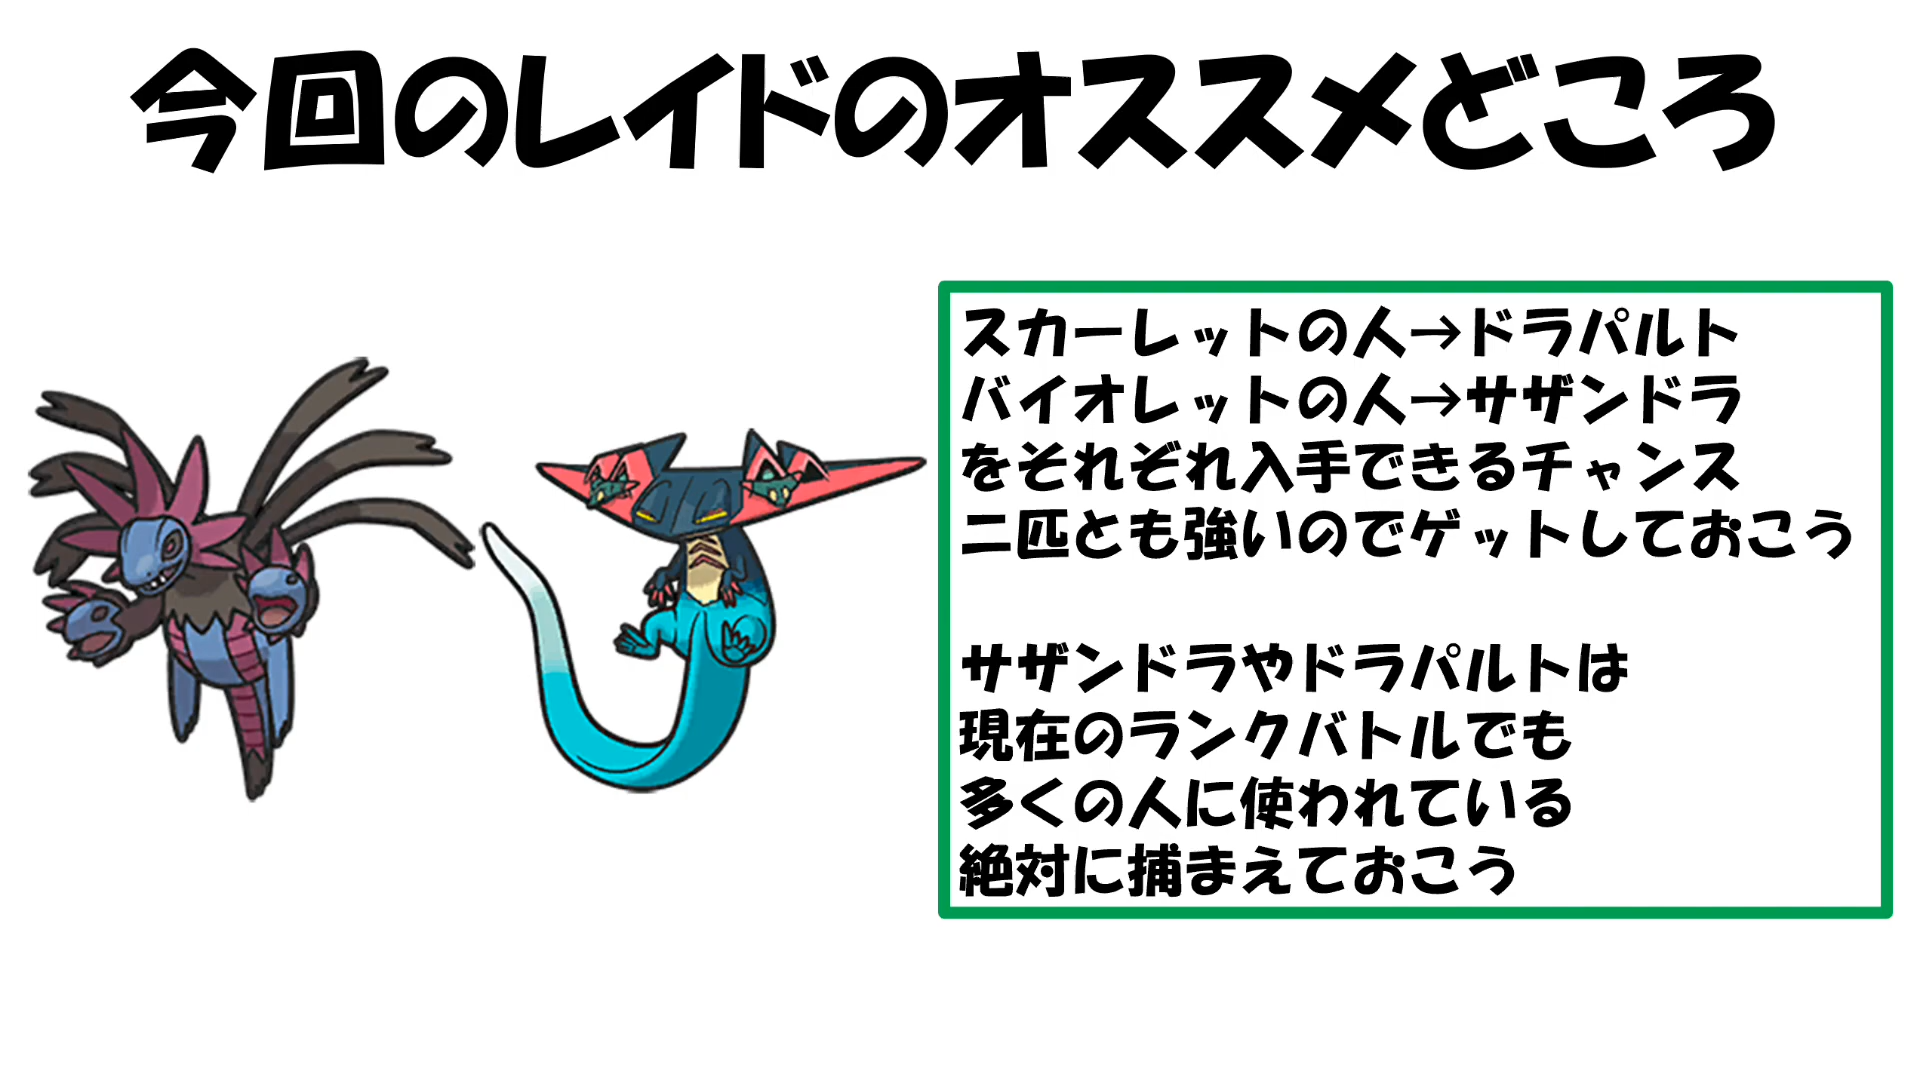 今回のレイドのオススメどころ
スカーレットの人→ドラパルト
バイオレットの人→サザンドラ
をそれぞれ入手できるチャンス
二匹とも強いのでゲットしておこう
サザンドラやドラパルトは
現在のランクバトルでも
多くの人に使われている
絶対に捕まえておこう